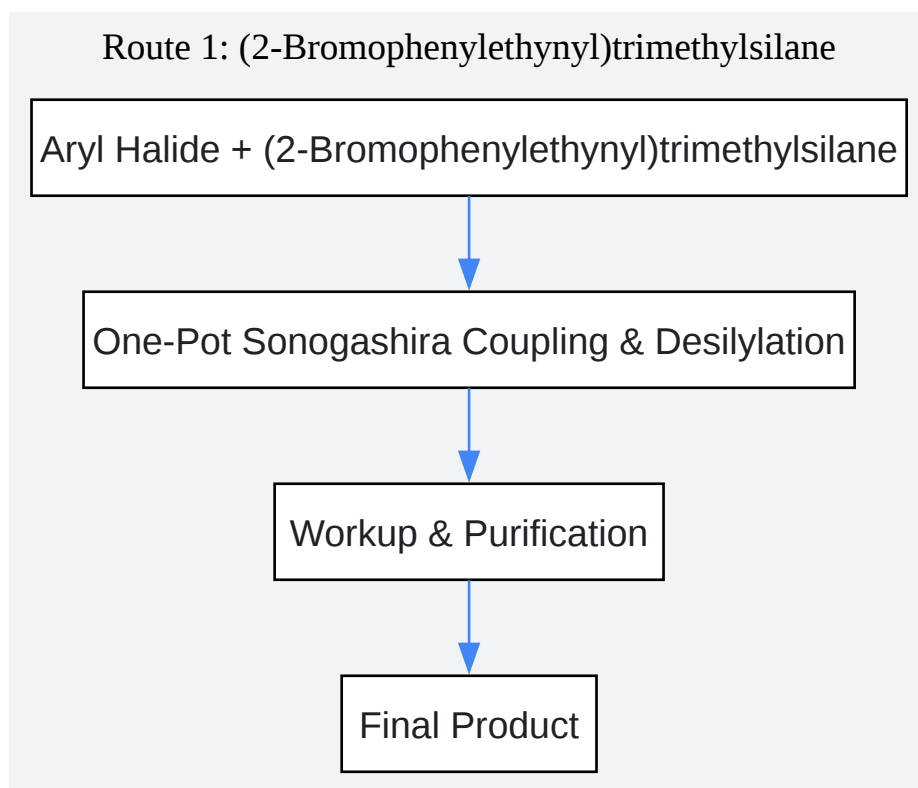 Route 1: (2-Bromophenylethynyl)trimethylsilane
Aryl Halide + (2-Bromophenylethynyl)trimethylsilane
One-Pot Sonogashira Coupling & Desilylation
Workup & Purification
Final Product